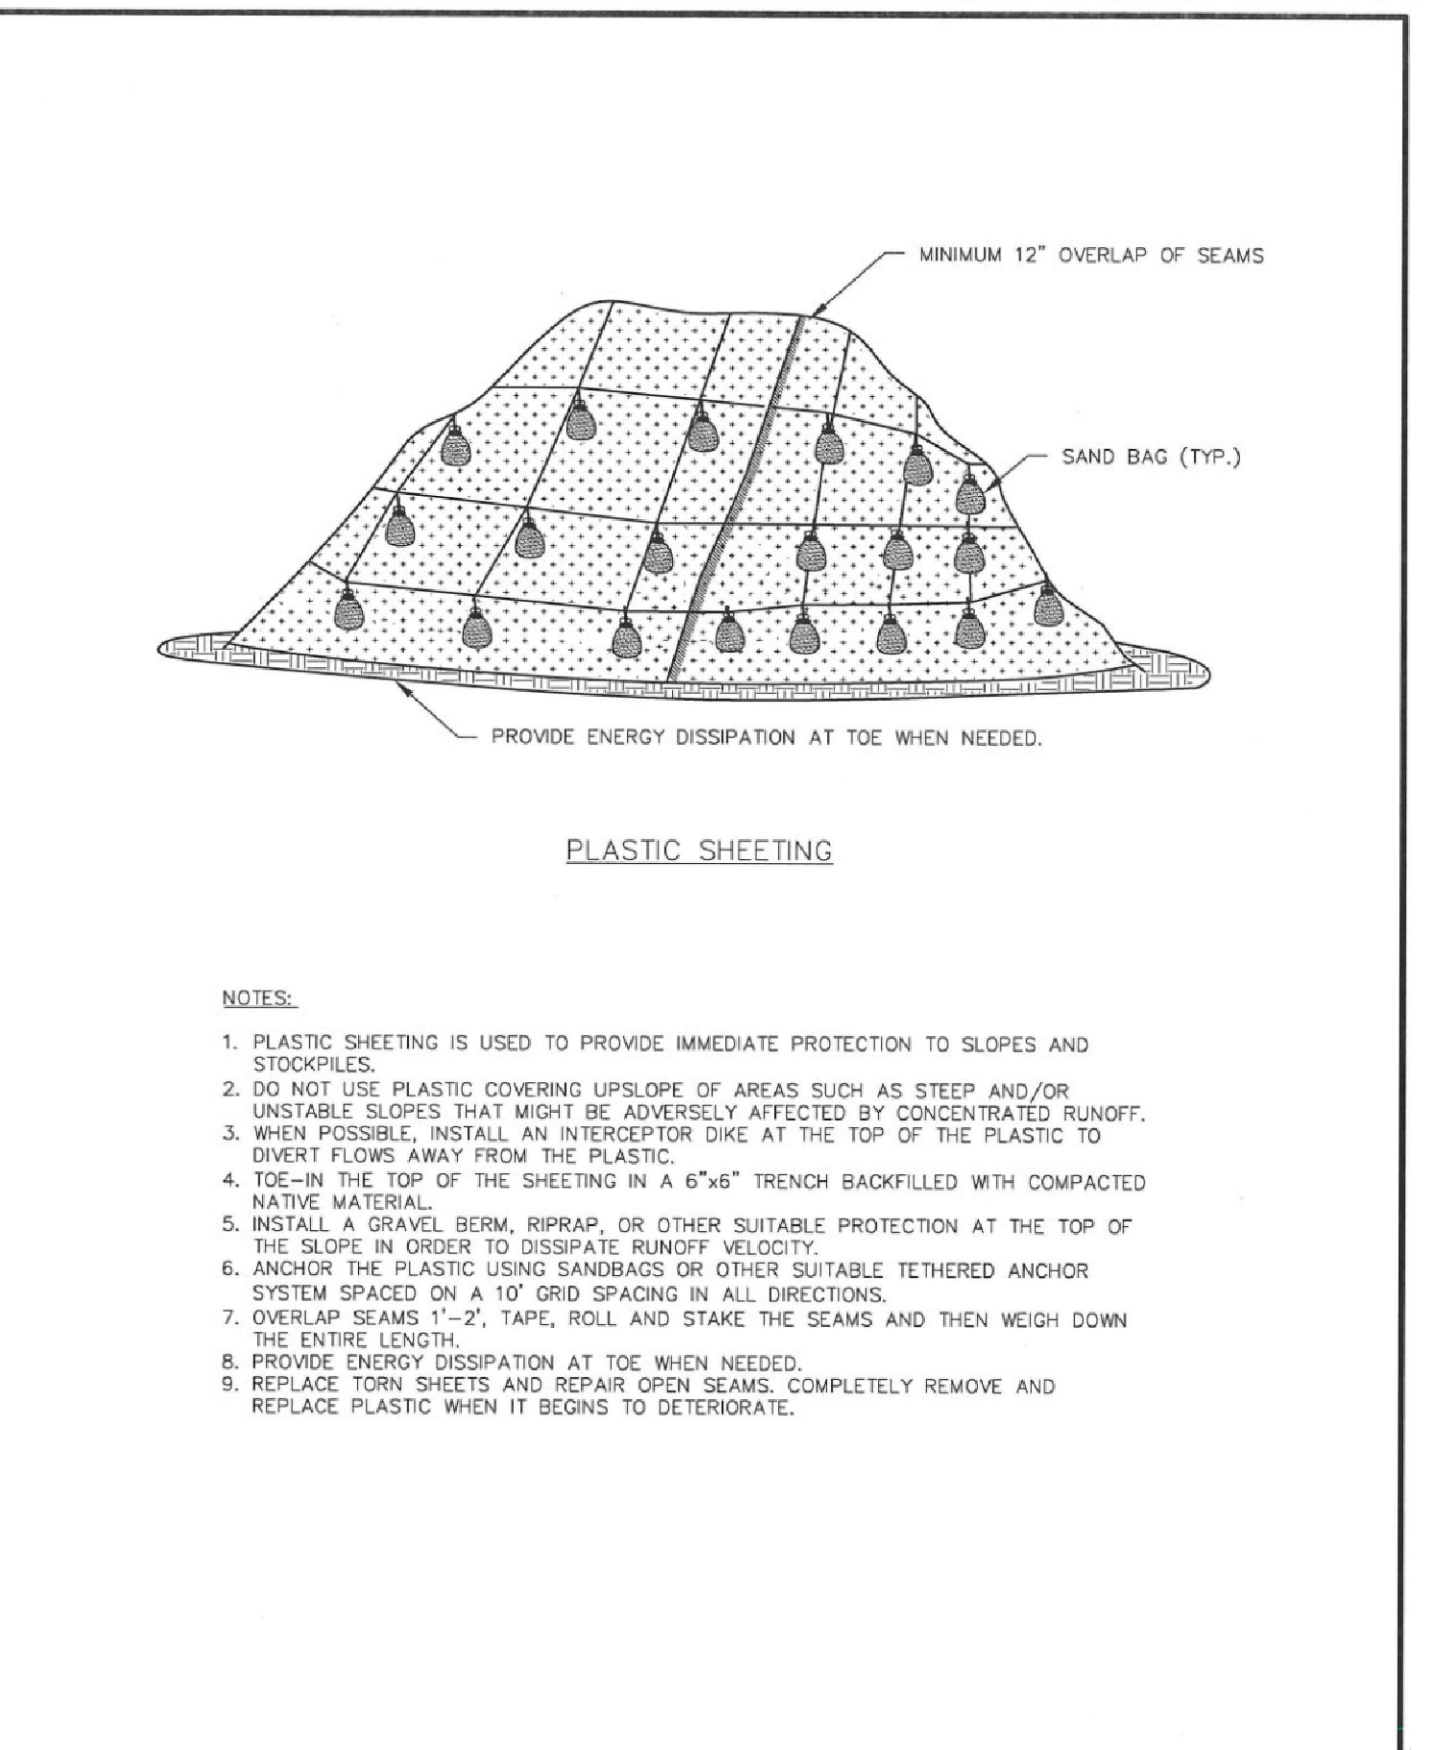 MINIMUM 12" OVERLAP OF SEAMS
SAND BAG (TYP.)
PROVIDE ENERGY DISSIPATION AT TOE WHEN NEEDED.
PLASTIC SHEETING
NOTES:
1. PLASTIC SHEETING IS USED TO PROVIDE IMMEDIATE PROTECTION TO SLOPES AND
STOCKPILES.
2. DO NOT USE PLASTIC COVERING UPSLOPE OF AREAS SUCH AS STEEP AND/OR
UNSTABLE SLOPES THAT MIGHT BE ADVERSELY AFFECTED BY CONCENTRATED RUNOFF.
3. WHEN POSSIBLE, INSTALL AN INTERCEPTOR DIKE AT THE TOP OF THE PLASTIC TO
DIVERT FLOWS AWAY FROM THE PLASTIC.
4. TOE-IN THE TOP OF THE SHEETING IN A 6"x6" TRENCH BACKFILLED WITH COMPACTED
NATIVE MATERIAL.
5. INSTALL A GRAVEL BERM, RIPRAP, OR OTHER SUITABLE PROTECTION AT THE TOP OF
THE SLOPE IN ORDER TO DISSIPATE RUNOFF VELOCITY.
6. ANCHOR THE PLASTIC USING SANDBAGS OR OTHER SUITABLE TETHERED ANCHOR
SYSTEM SPACED ON A 10' GRID SPACING IN ALL DIRECTIONS.
7. OVERLAP SEAMS 1'-2', TAPE, ROLL AND STAKE THE SEAMS AND THEN WEIGH DOWN
THE ENTIRE LENGTH.
8. PROVIDE ENERGY DISSIPATION AT TOE WHEN NEEDED.
9. REPLACE TORN SHEETS AND REPAIR OPEN SEAMS. COMPLETELY REMOVE AND
REPLACE PLASTIC WHEN IT BEGINS TO DETERIORATE.